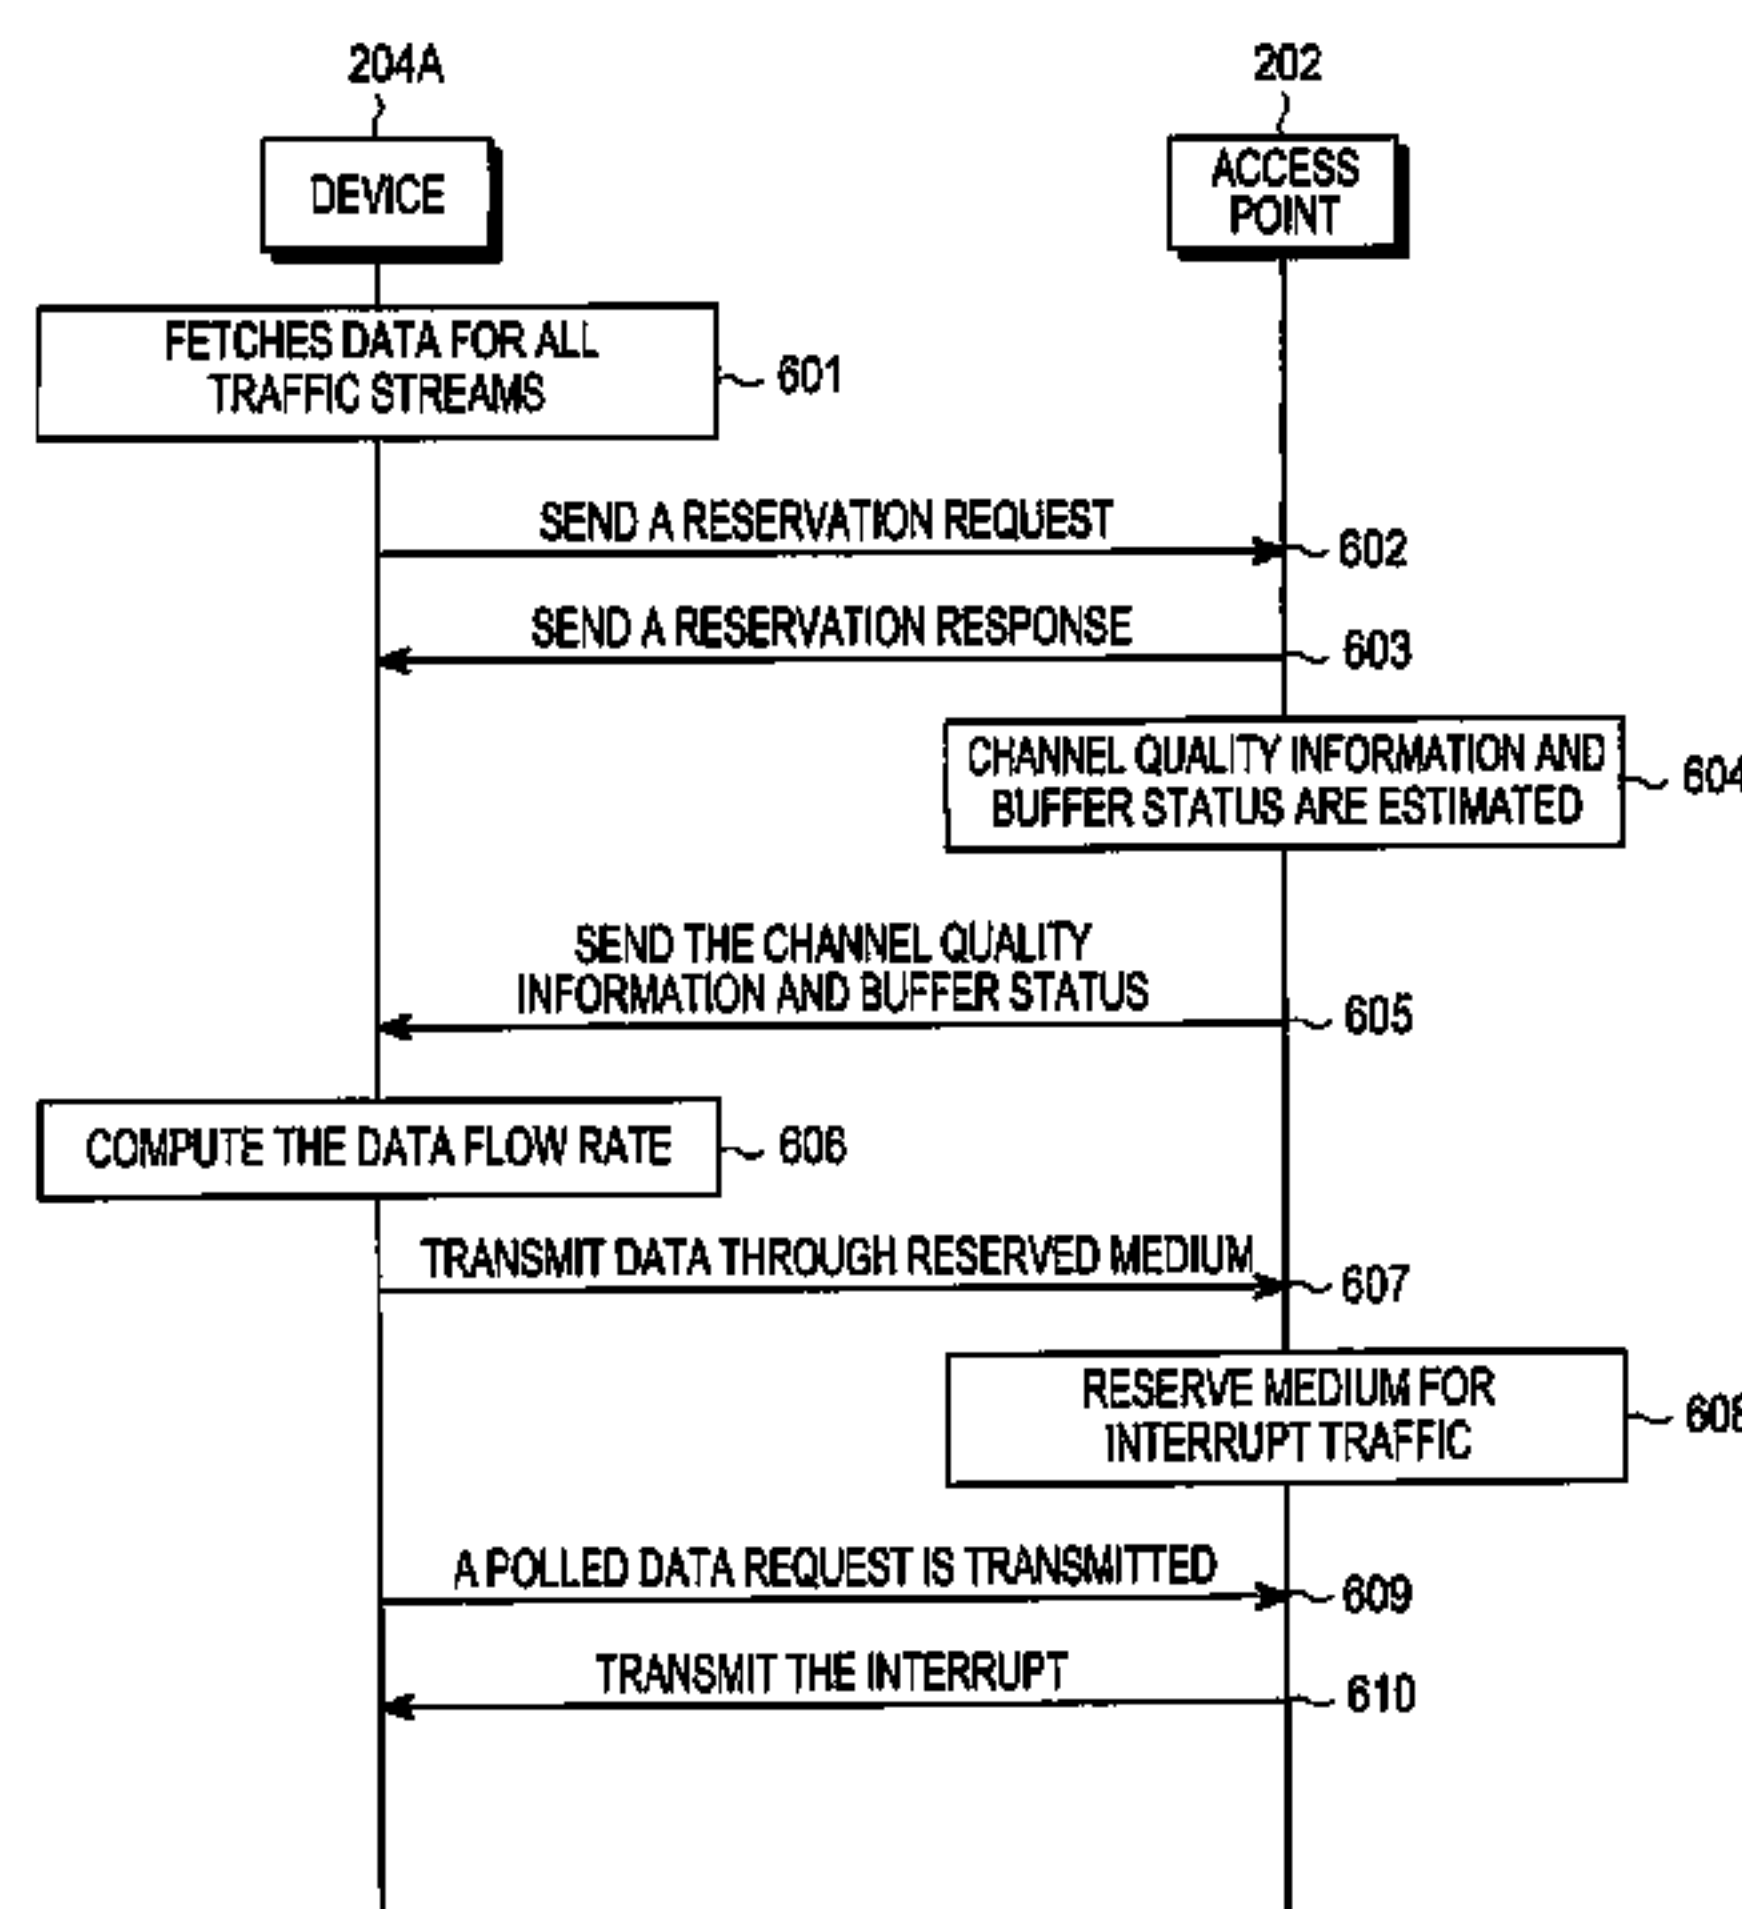 204A
202
DEVICE
ACCESS
POINT
FETCHES DATA FOR ALL
TRAFFIC STREAMS
601
SEND A RESERVATION REQUEST
602
SEND A RESERVATION RESPONSE
603
CHANNEL QUALITY INFORMATION AND
BUFFER STATUS ARE ESTIMATED
604
SEND THE CHANNEL QUALITY
INFORMATION AND BUFFER STATUS
605
COMPUTE THE DATA FLOW RATE
606
TRANSMIT DATA THROUGH RESERVED MEDIUM
607
RESERVE MEDIUM FOR
INTERRUPT TRAFFIC
608
A POLLED DATA REQUEST IS TRANSMITTED
609
TRANSMIT THE INTERRUPT
610